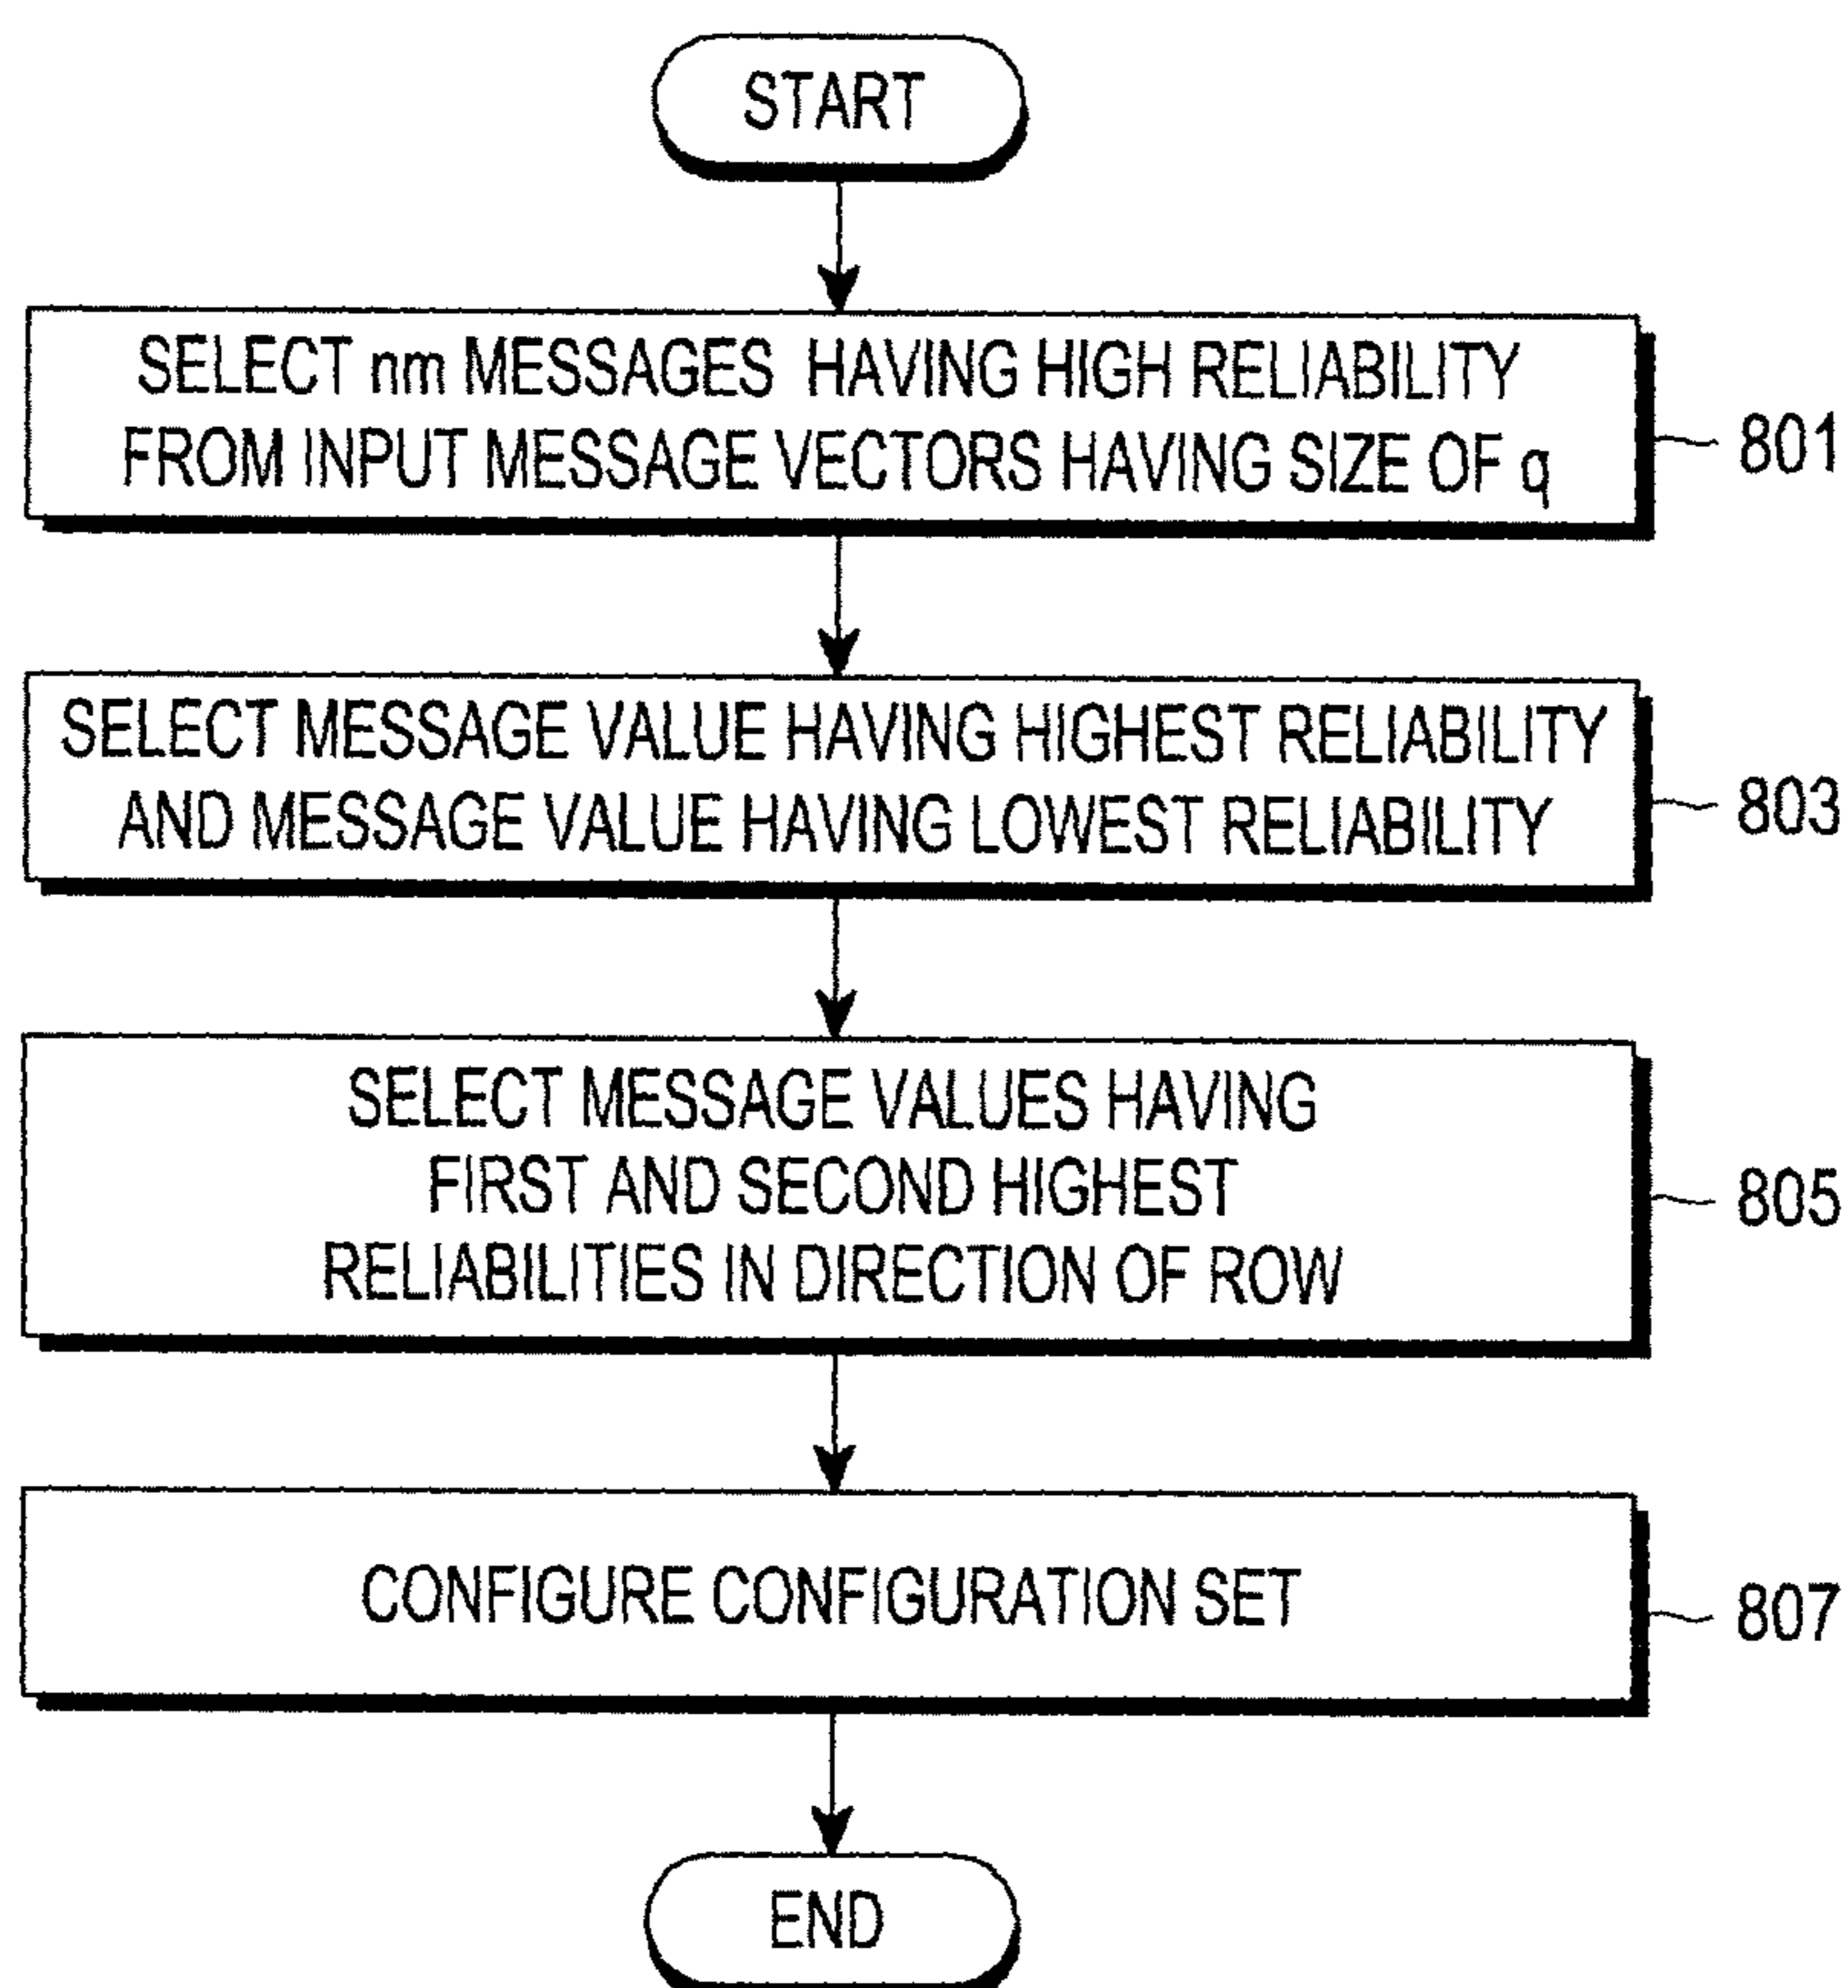 START
SELECT nm MESSAGES HAVING HIGH RELIABILITY
FROM INPUT MESSAGE VECTORS HAVING SIZE OF q
801
SELECT MESSAGE VALUE HAVING HIGHEST RELIABILITY
AND MESSAGE VALUE HAVING LOWEST RELIABILITY
803
SELECT MESSAGE VALUES HAVING
FIRST AND SECOND HIGHEST
RELIABILITIES IN DIRECTION OF ROW
805
CONFIGURE CONFIGURATION SET
807
END